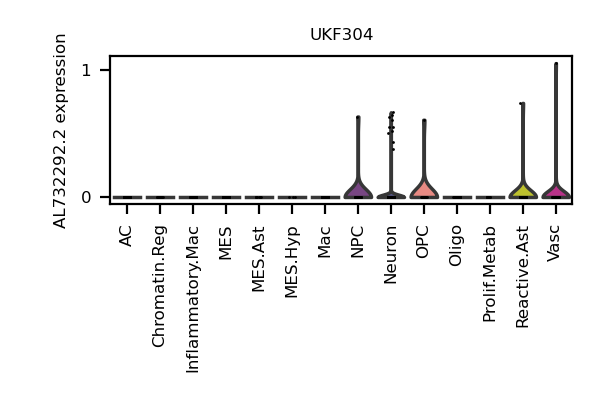 UKF304
AL732292.2 expression
1
0
AC
Chromatin.Reg
Inflammatory.Mac
MES
MES.Ast
MES.Hyp
Mac
NPC
Neuron
OPC
Oligo
Prolif.Metab
Reactive.Ast
Vasc